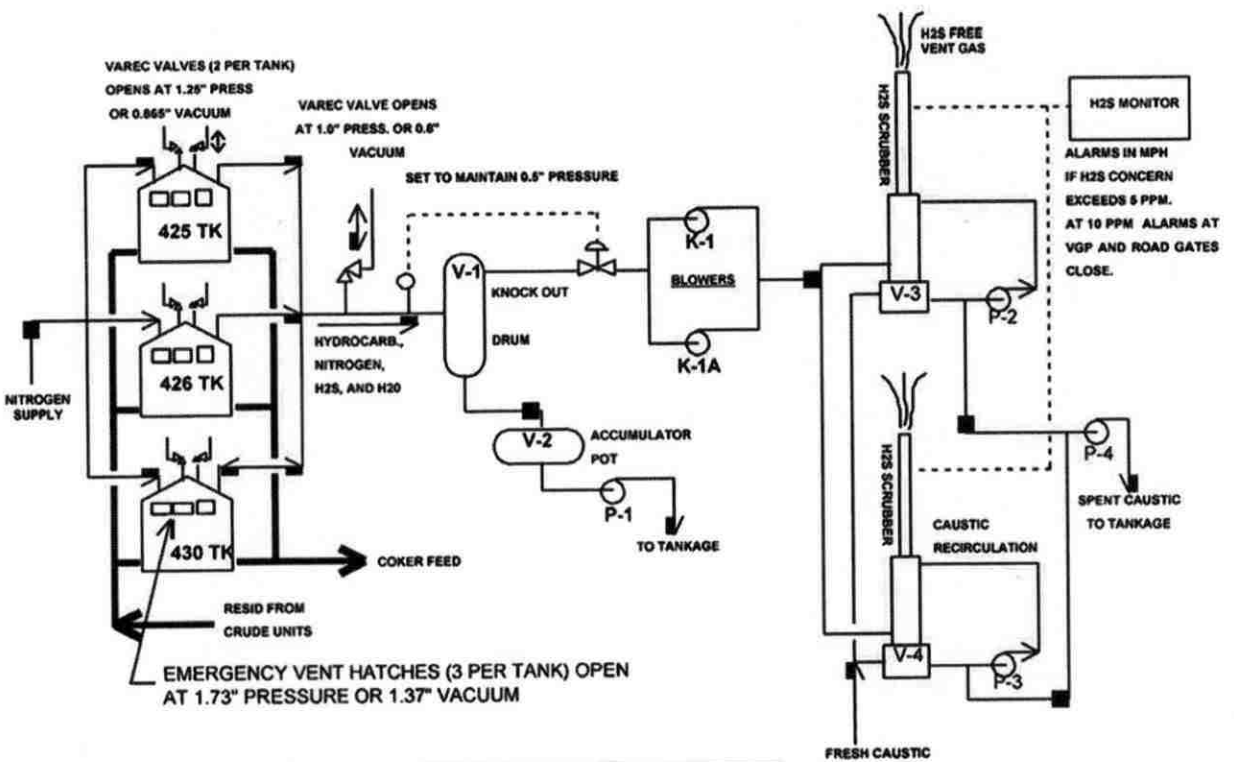 VAREC VALVES (2 PER TANK)
OPENS AT 1.25" PRESS
OR 0.865" VACUUM
VAREC VALVE OPENS
AT 1.0" PRESS. OR 0.6"
VACUUM
SET TO MAINTAIN 0.5" PRESSURE
H2S FREE
VENT GAS
H2S SCRUBBER
H2S MONITOR
ALARMS IN MPH
IF H2S CONCERN
EXCEEDS 5 PPM.
AT 10 PPM ALARMS AT
VGP AND ROAD GATES
CLOSE.
425 TK
426 TK
430 TK
NITROGEN
SUPPLY
HYDROCARB.,
NITROGEN,
H2S, AND H20
V-1
KNOCK OUT
DRUM
V-2
ACCUMULATOR
POT
P-1
TO TANKAGE
K-1
BLOWERS
K-1A
V-3
P-2
H2S SCRUBBER
P-4
SPENT CAUSTIC
TO TANKAGE
CAUSTIC
RECIRCULATION
V-4
P-3
FRESH CAUSTIC
COKER FEED
RESID FROM
CRUDE UNITS
EMERGENCY VENT HATCHES (3 PER TANK) OPEN
AT 1.73" PRESSURE OR 1.37" VACUUM